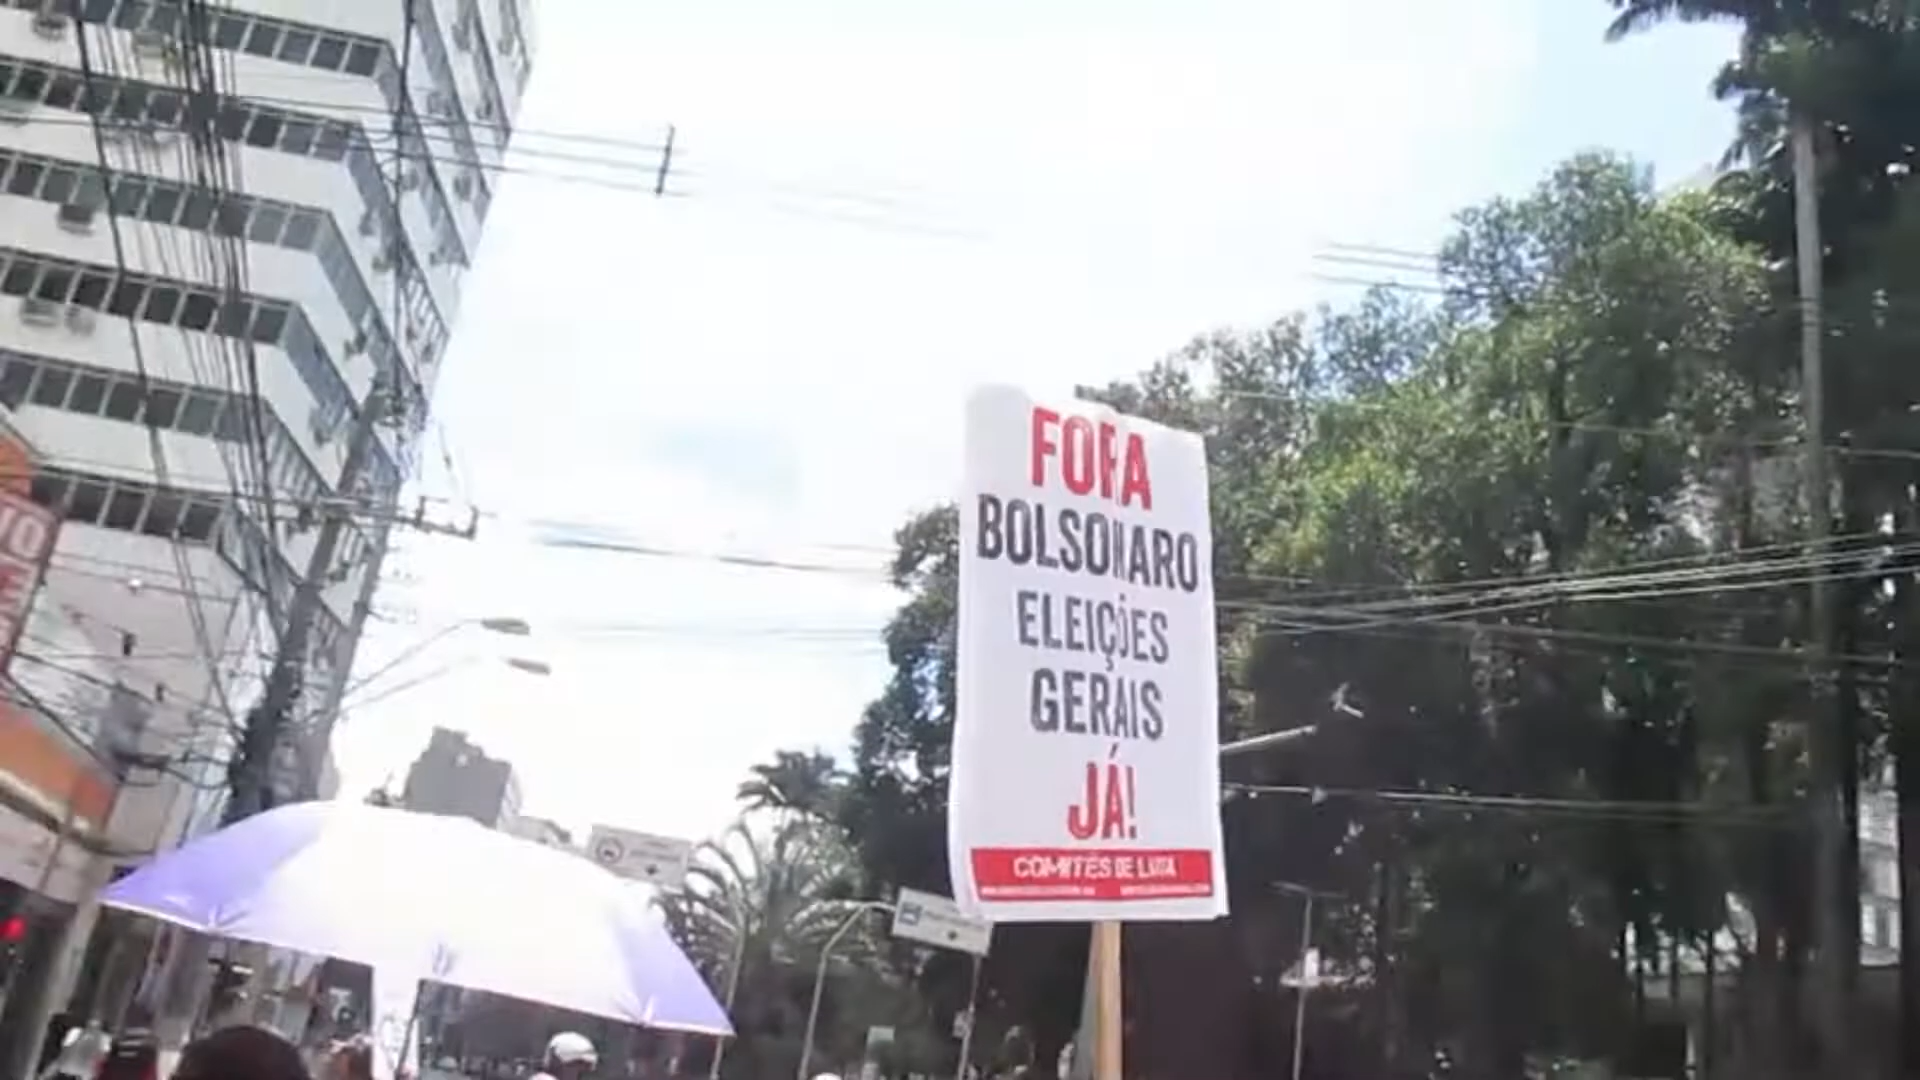 FORA
BOLSONARO
ELEIÇÕES
GERAIS
JÁ!
COMITÊS DE LUTA